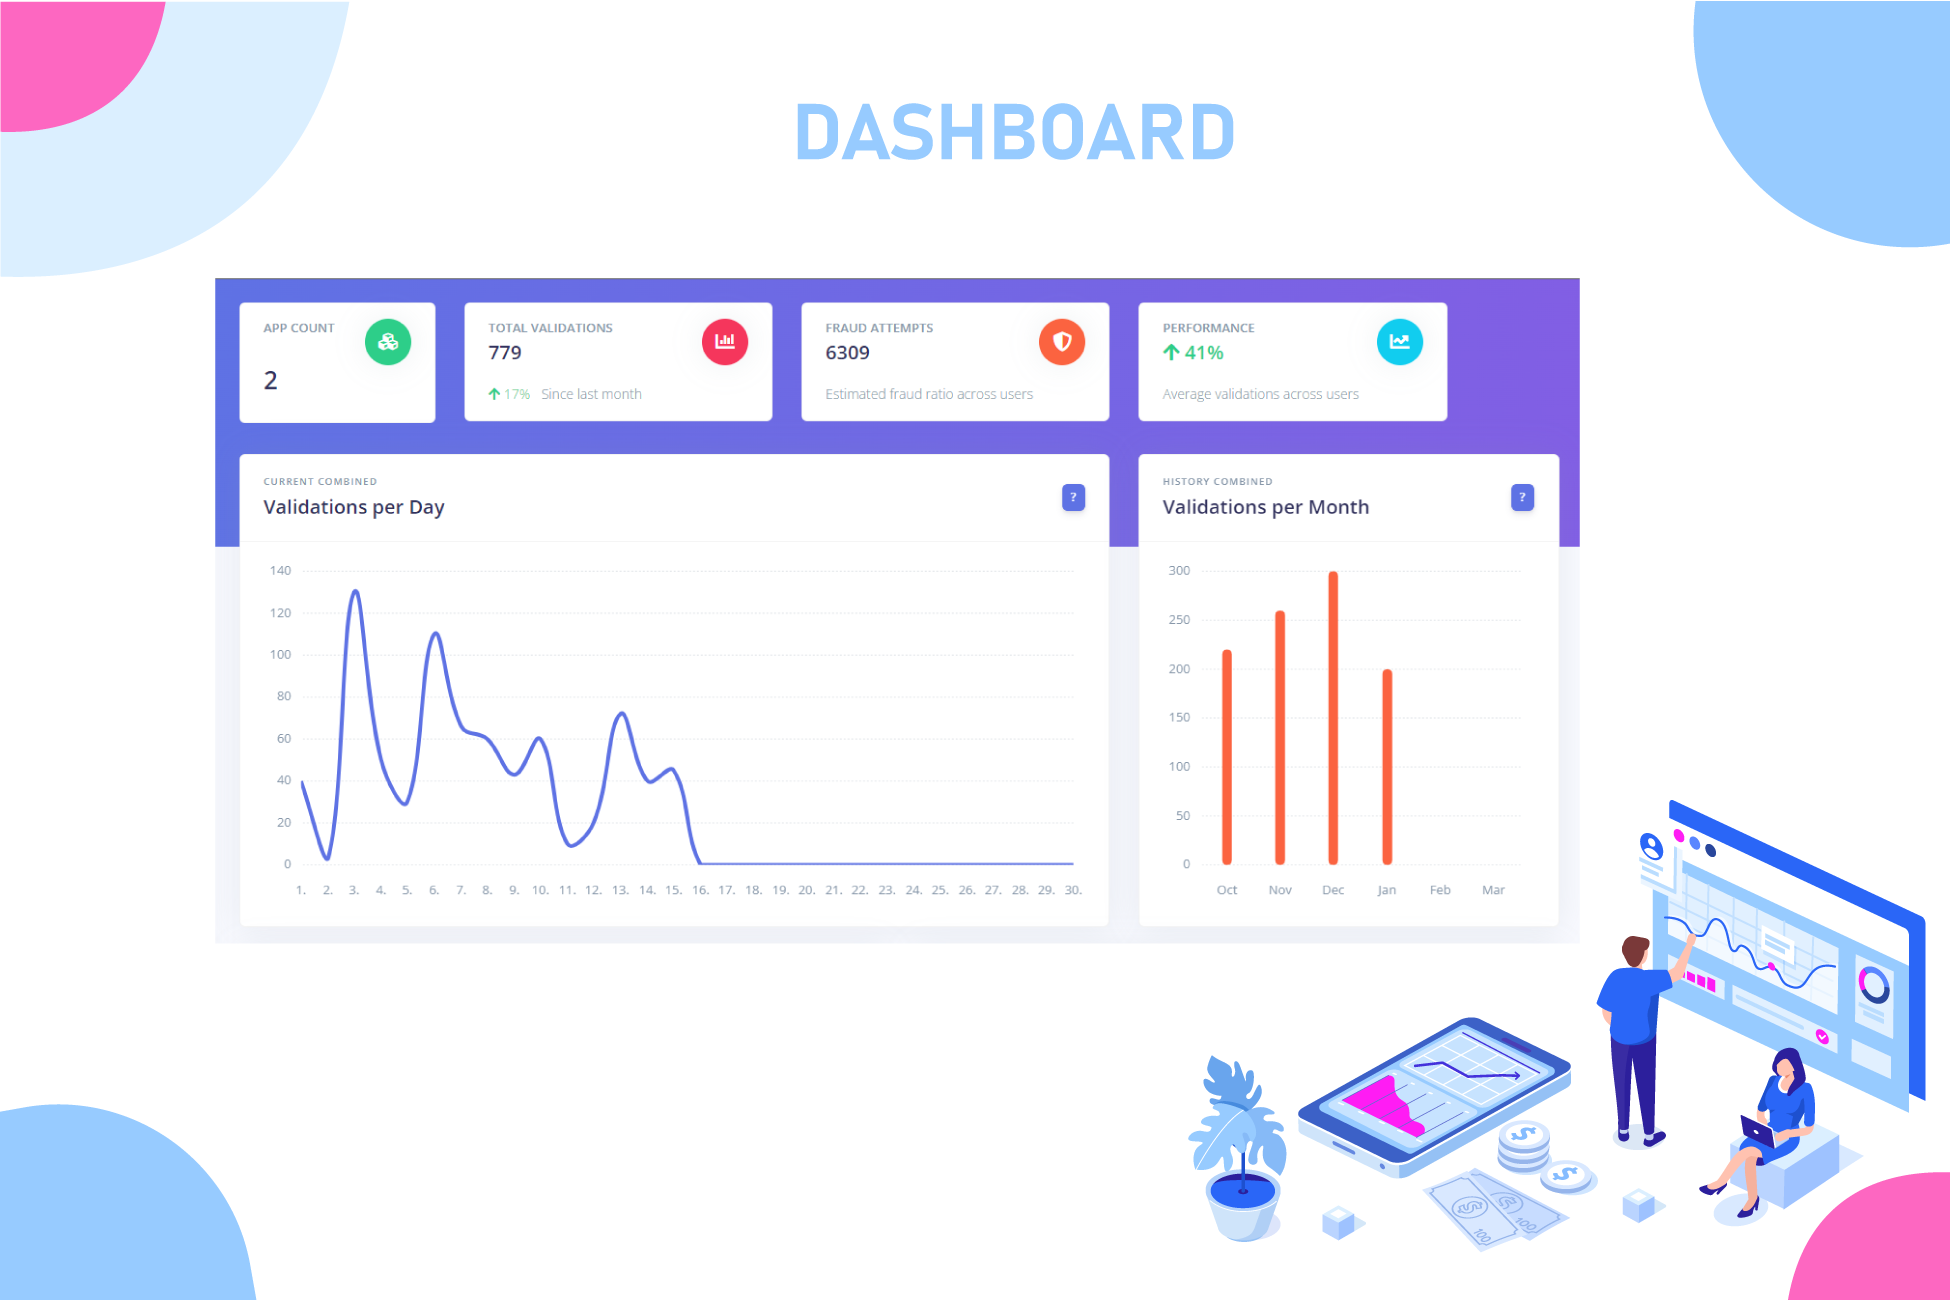 DASHBOARD
APP COUNT
2
TOTAL VALIDATIONS
779
17% Since last month
FRAUD ATTEMPTS
6309
Estimated fraud ratio across users
PERFORMANCE
41%
Average validations across users
CURRENT COMBINED
Validations per Day
?
140
120
100
80
60
40
20
0
1. 2. 3. 4. 5. 6. 7. 8. 9. 10. 11. 12. 13. 14. 15. 16. 17. 18. 19. 20. 21. 22. 23. 24. 25. 26. 27. 28. 29. 30.
HISTORY COMBINED
Validations per Month
?
300
250
200
150
100
50
0
Oct Nov Dec Jan Feb Mar
$
$
$
$
100
100